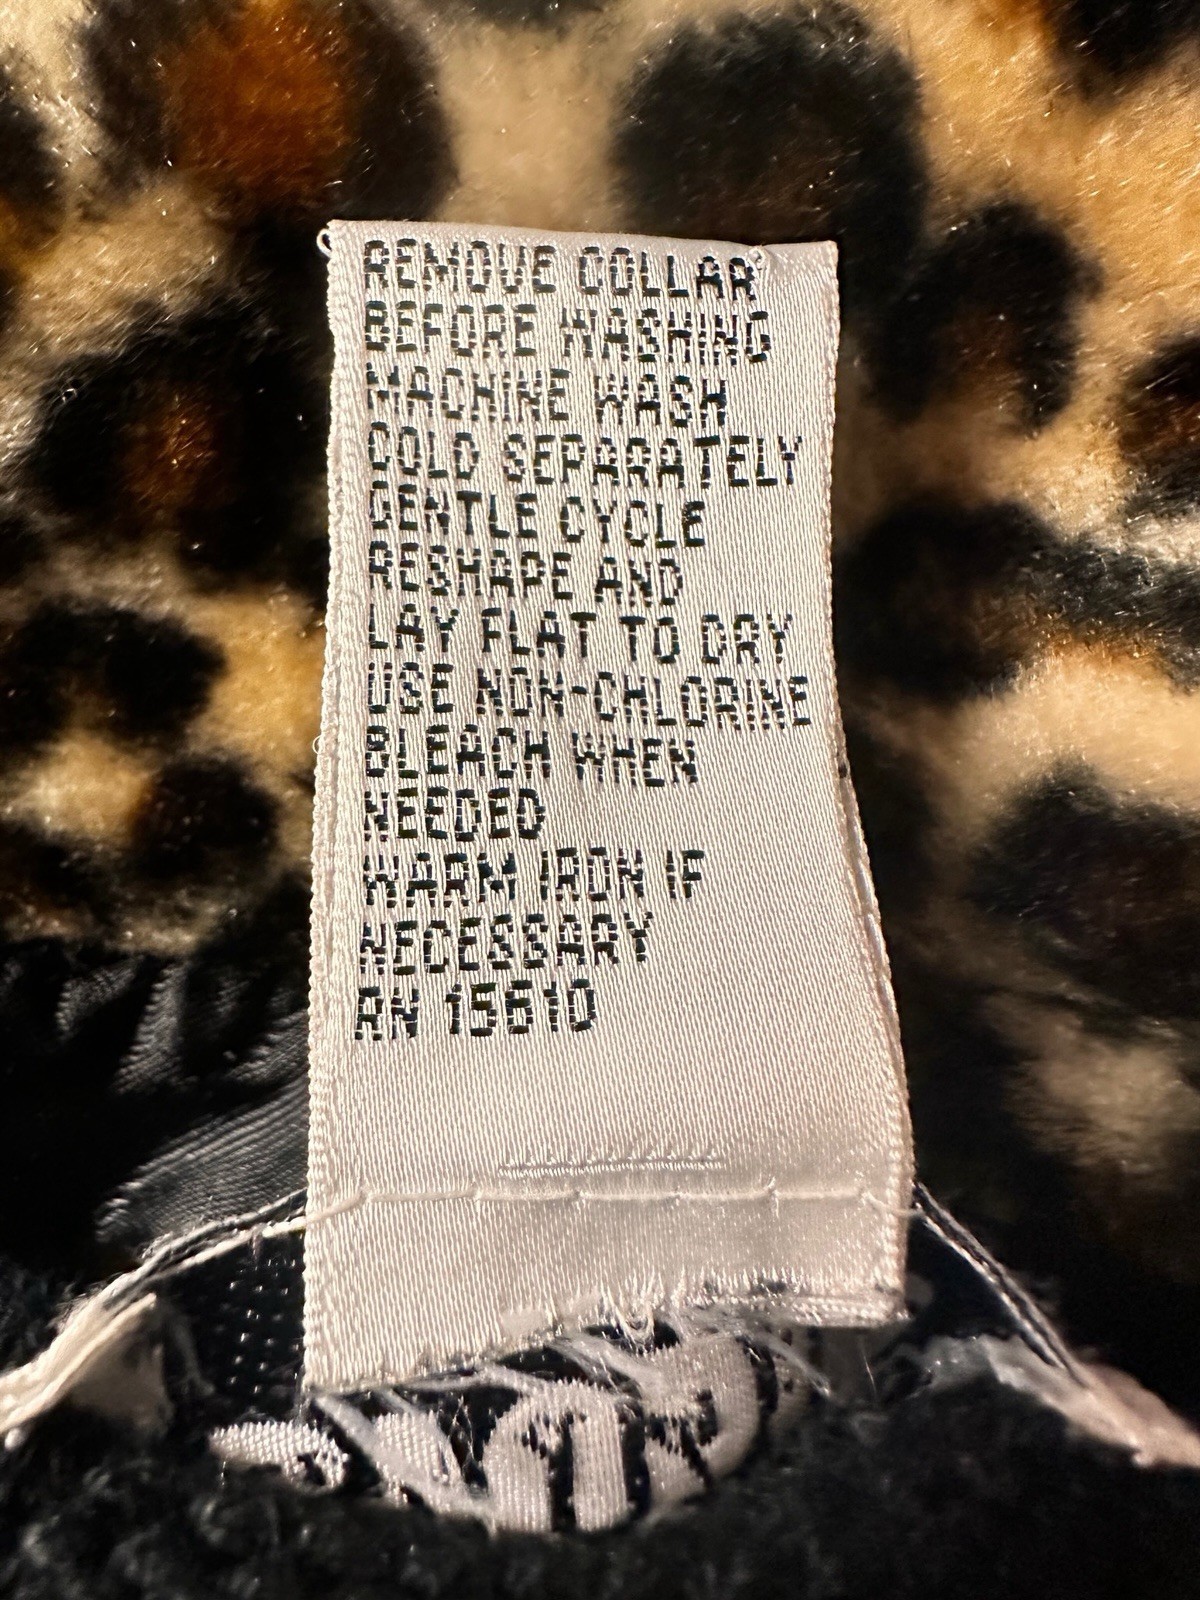 REMOVE COLLAR
BEFORE WASHING
MACHINE WASH
COLD SEPARATELY
GENTLE CYCLE
RESHAPE AND
LAY FLAT TO DRY
USE NON-CHLORINE
BLEACH WHEN
NEEDED
WARM IRON IF
NECESSARY
RN 15610